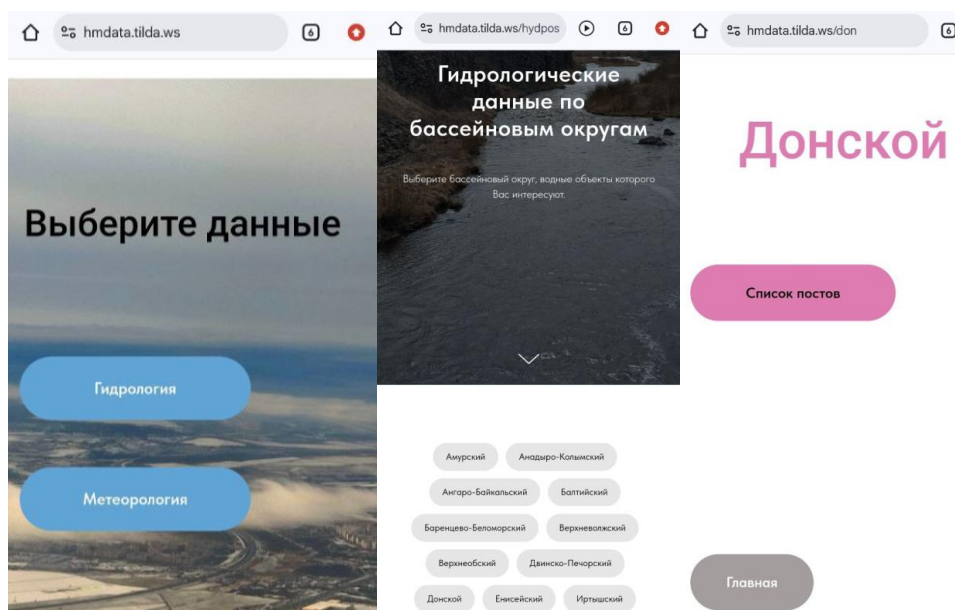 hmdata.tilda.ws
6
Выберите данные
Гидрология
Метеорология
hmdata.tilda.ws/hydpos
6
Гидрологические
данные по
бассейновым округам
Выберите бассейновый округ, водные объекты которого
Вас интересуют.
Амурский
Анадыро-Колымский
Ангаро-Байкальский
Балтийский
Баренцево-Беломорский
Верхневолжский
Верхнеобский
Двинско-Печорский
Донской
Енисейский
Иртышский
hmdata.tilda.ws/don
6
Донской
Список постов
Главная